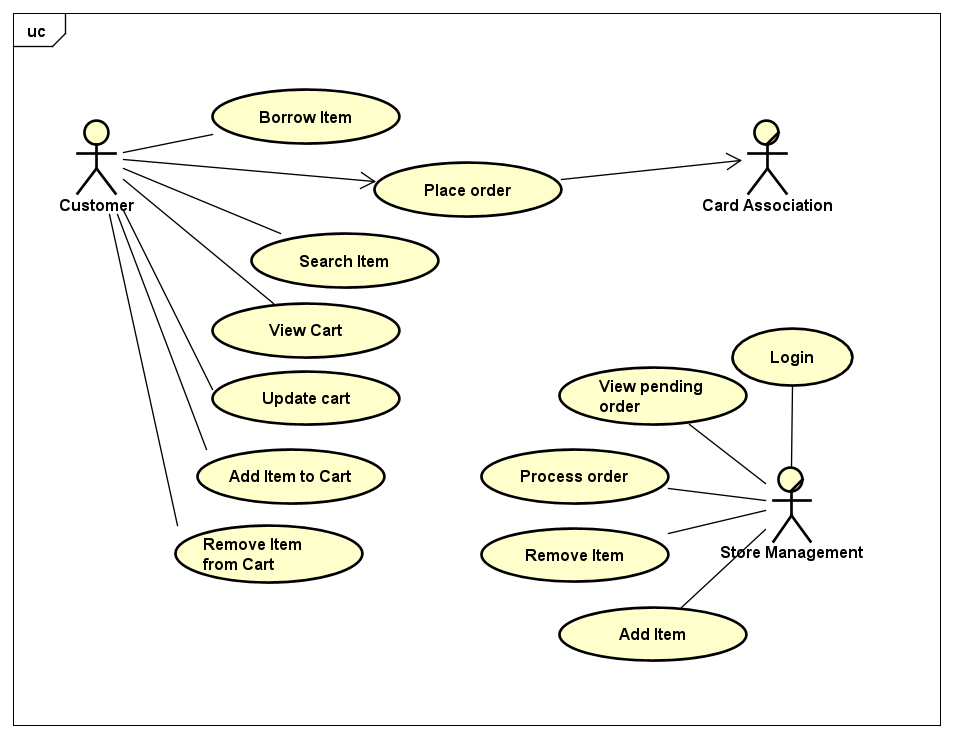 uc
Borrow Item
Place order
Customer
Card Association
Search Item
View Cart
Login
View pending
order
Update cart
Add Item to Cart
Process order
Remove Item
from Cart
Remove Item
Store Management
Add Item